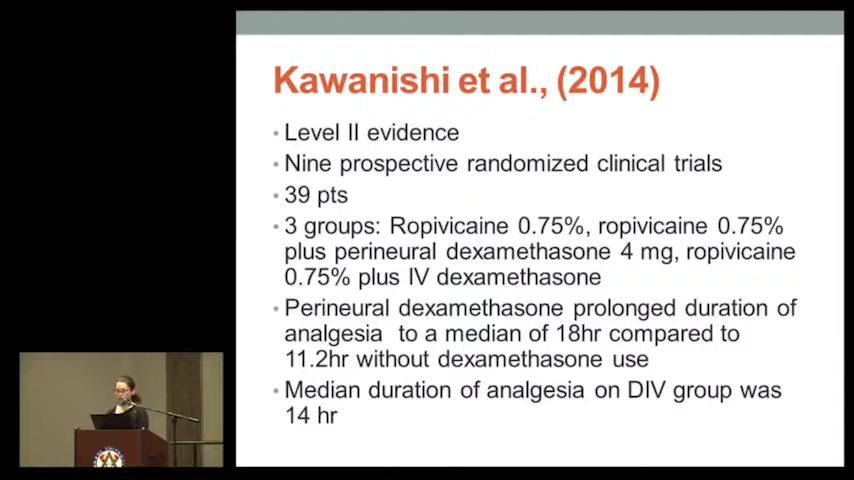 Kawanishi et al., (2014)
• Level II evidence
• Nine prospective randomized clinical trials
• 39 pts
• 3 groups: Ropivicaine 0.75%, ropivicaine 0.75%
plus perineural dexamethasone 4 mg, ropivicaine
0.75% plus IV dexamethasone
• Perineural dexamethasone prolonged duration of
analgesia to a median of 18hr compared to
11.2hr without dexamethasone use
• Median duration of analgesia on DIV group was
14 hr